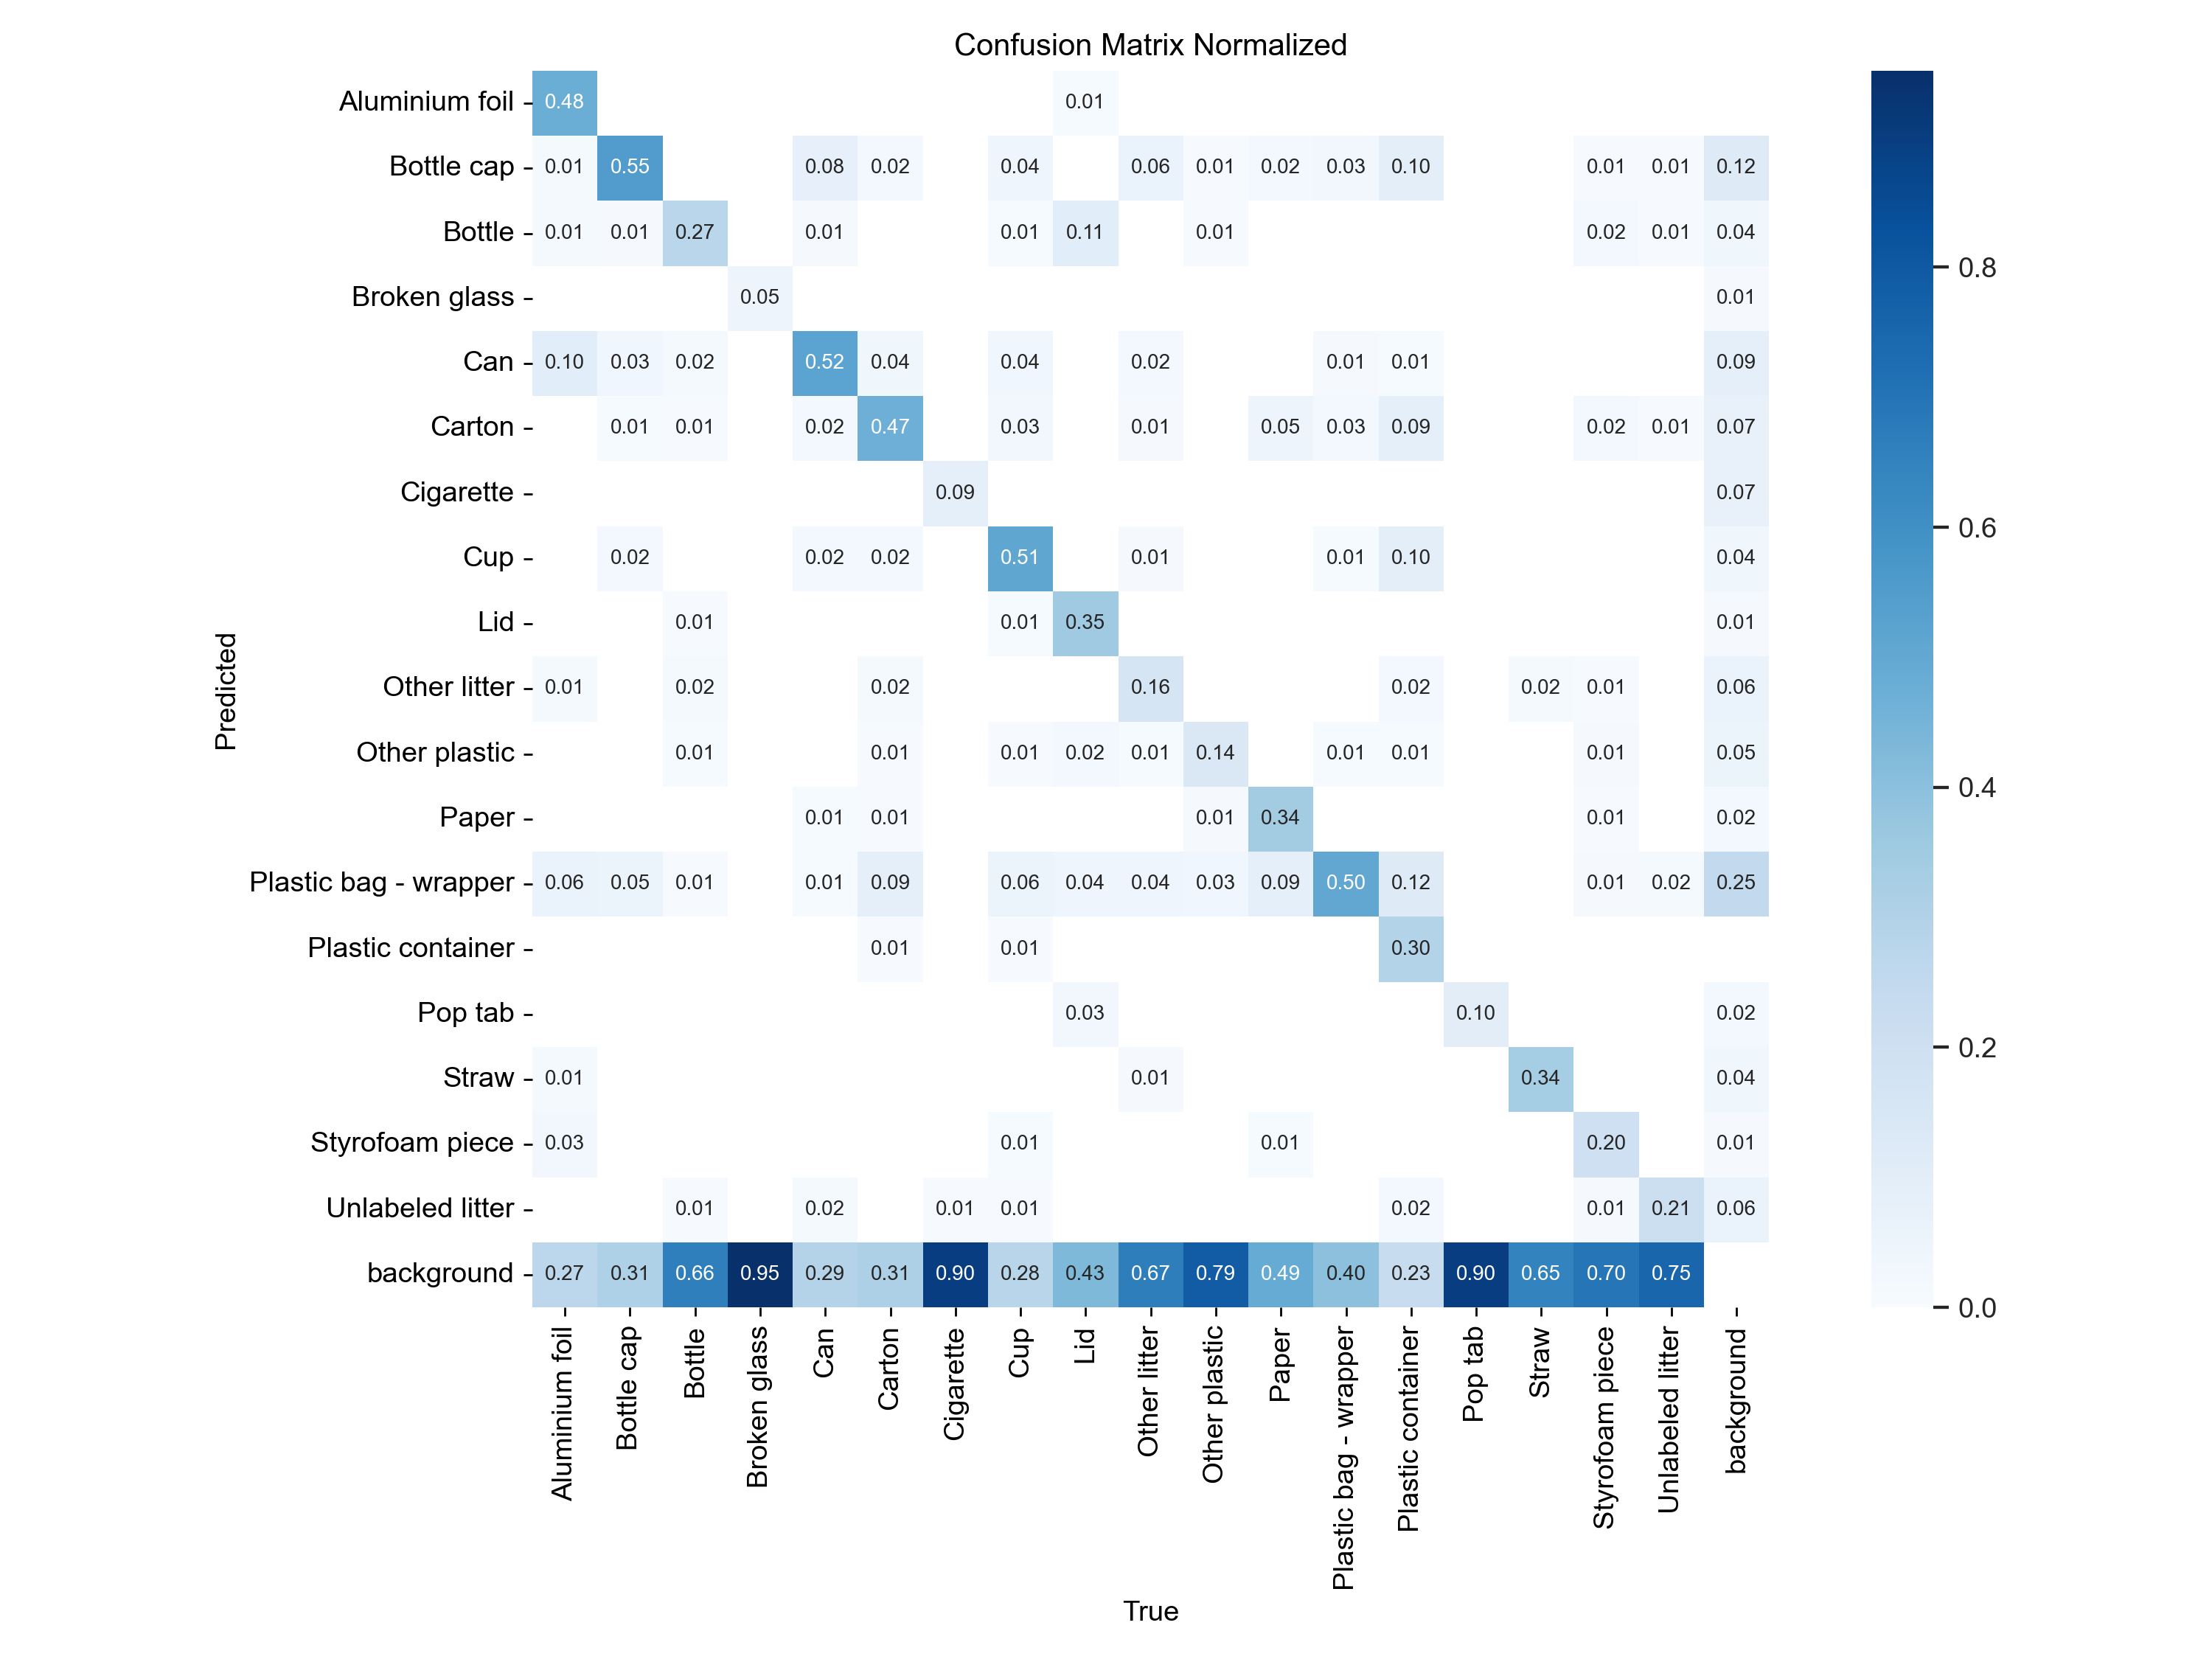 Confusion Matrix Normalized
Aluminium foil 0.48 0.01
Bottle cap 0.01 0.55 0.08 0.02 0.04 0.06 0.01 0.02 0.03 0.10 0.01 0.01 0.12
Bottle 0.01 0.01 0.27 0.01 0.01 0.11 0.01 0.02 0.01 0.04
0.8
Broken glass 0.05 0.01
Can 0.10 0.03 0.02 0.52 0.04 0.04 0.02 0.01 0.01 0.09
Carton 0.01 0.01 0.02 0.47 0.03 0.01 0.05 0.03 0.09 0.02 0.01 0.07
Cigarette 0.09 0.07
0.6
Cup 0.02 0.02 0.02 0.51 0.01 0.01 0.10 0.04
Lid 0.01 0.01 0.35 0.01
Predicted
Other litter 0.01 0.02 0.02 0.16 0.02 0.02 0.01 0.06
Other plastic 0.01 0.01 0.01 0.02 0.01 0.14 0.01 0.01 0.01 0.05
0.4
Paper 0.01 0.01 0.01 0.34 0.01 0.02
Plastic bag - wrapper 0.06 0.05 0.01 0.01 0.09 0.06 0.04 0.04 0.03 0.09 0.50 0.12 0.01 0.02 0.25
Plastic container 0.01 0.01 0.30
Pop tab 0.03 0.10 0.02
0.2
Straw 0.01 0.01 0.34 0.04
Styrofoam piece 0.03 0.01 0.01 0.20 0.01
Unlabeled litter 0.01 0.02 0.01 0.01 0.02 0.01 0.21 0.06
background 0.27 0.31 0.66 0.95 0.29 0.31 0.90 0.28 0.43 0.67 0.79 0.49 0.40 0.23 0.90 0.65 0.70 0.75
0.0
Aluminium foil
Bottle cap
Bottle
Broken glass
Can
Carton
Cigarette
Cup
Lid
Other litter
Other plastic
Paper
Plastic bag - wrapper
Plastic container
Pop tab
Straw
Styrofoam piece
Unlabeled litter
background
True